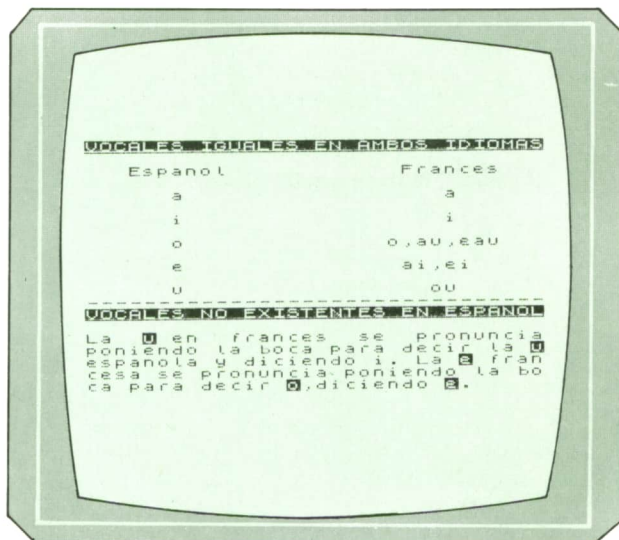 VOCALES IGUALES EN AMBOS IDIOMAS
Espanol Frances
a a
i i
o o,au,eau
e ai,ei
u ou
VOCALES NO EXISTENTES EN ESPANOL
La u en frances se pronuncia
poniendo la boca para decir la u
espanola y diciendo i. La e fran
cesa se pronuncia poniendo la bo
ca para decir o,diciendo e.